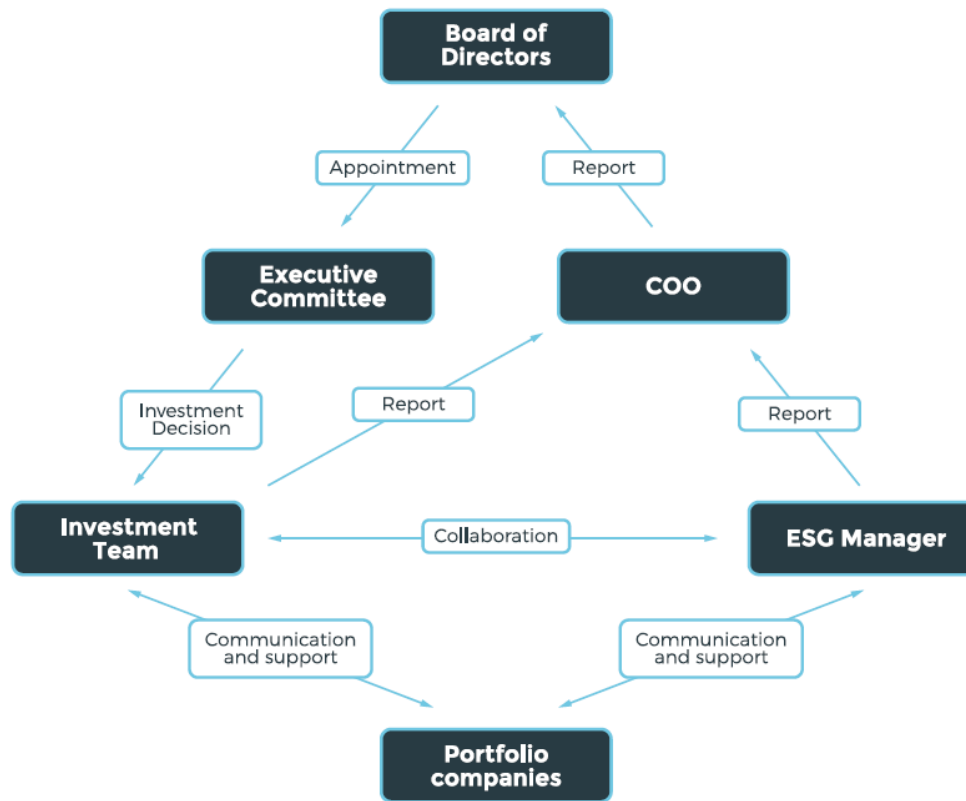 Board of
Directors
Appointment
Report
Executive
Committee
COO
Investment
Decision
Report
Report
Investment
Team
Collaboration
ESG Manager
Communication
and support
Communication
and support
Portfolio
companies